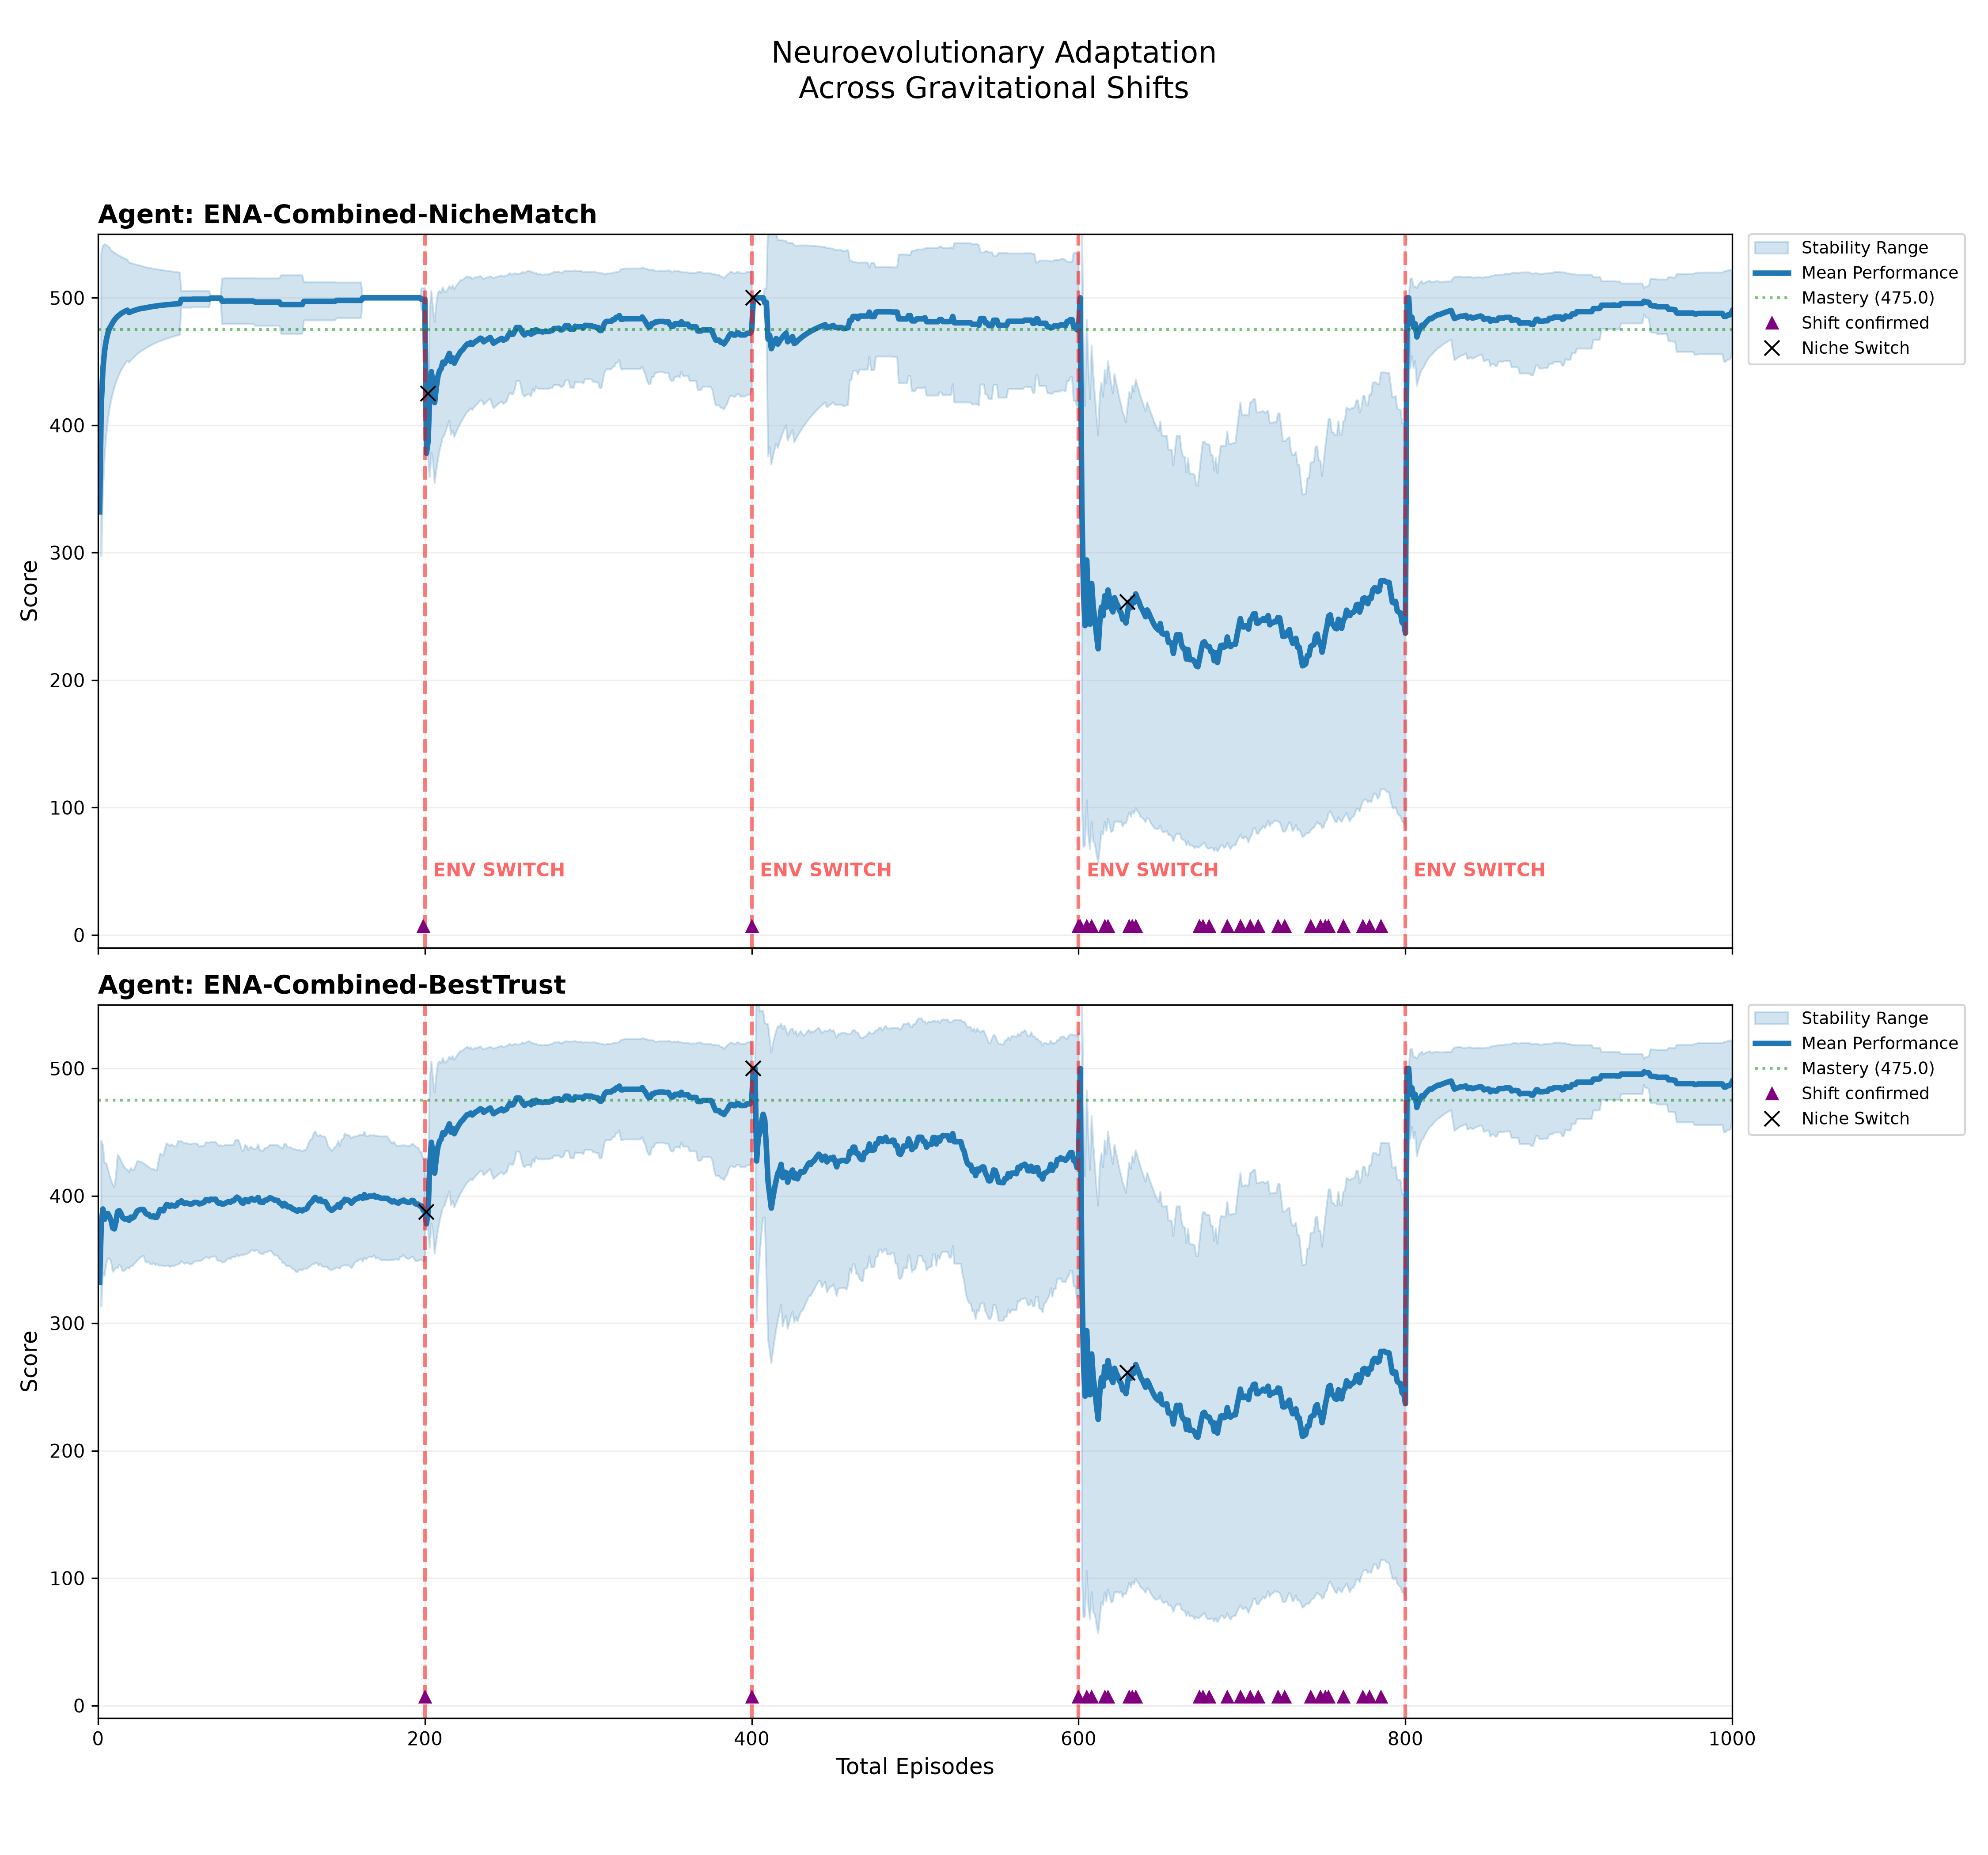 Neuroevolutionary Adaptation
Across Gravitational Shifts
Agent: ENA-Combined-NicheMatch
Score
500
400
300
200
100
0
ENV SWITCH
ENV SWITCH
ENV SWITCH
ENV SWITCH
Stability Range
Mean Performance
Mastery (475.0)
Shift confirmed
Niche Switch
Agent: ENA-Combined-BestTrust
Score
500
400
300
200
100
0
Stability Range
Mean Performance
Mastery (475.0)
Shift confirmed
Niche Switch
0 200 400 600 800 1000
Total Episodes